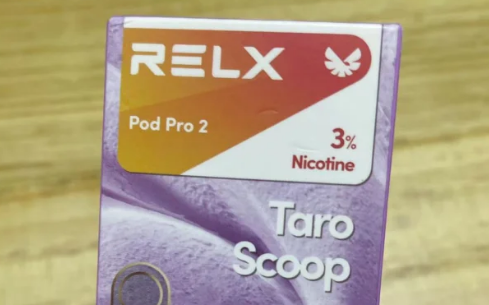 RELX
Pod Pro 2
3%
Nicotine
Taro
Scoop